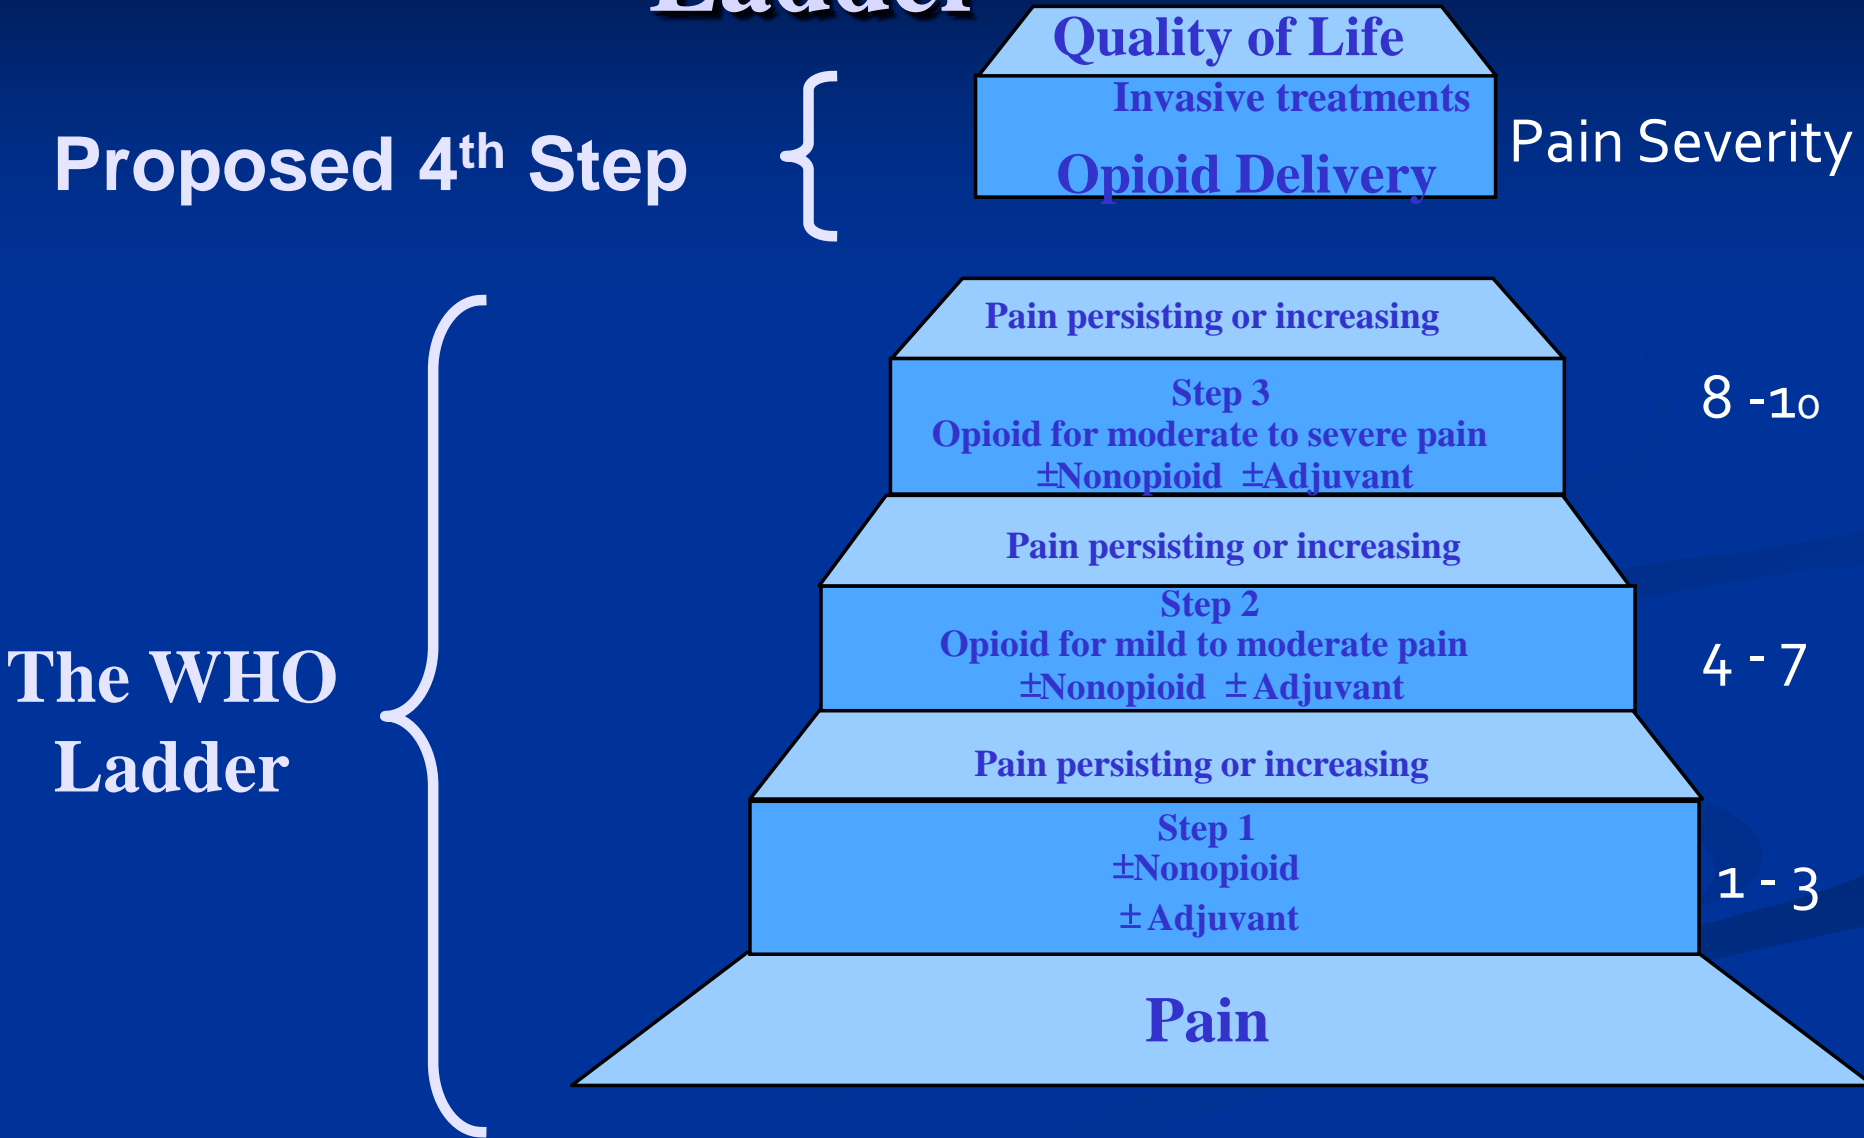 Ladder
Quality of Life
Invasive treatments
Opioid Delivery
Proposed 4th Step
Pain Severity
Pain persisting or increasing
Step 3
Opioid for moderate to severe pain
±Nonopioid ±Adjuvant
8 -10
Pain persisting or increasing
Step 2
Opioid for mild to moderate pain
±Nonopioid ± Adjuvant
4 - 7
The WHO
Ladder
Pain persisting or increasing
Step 1
±Nonopioid
± Adjuvant
1 - 3
Pain